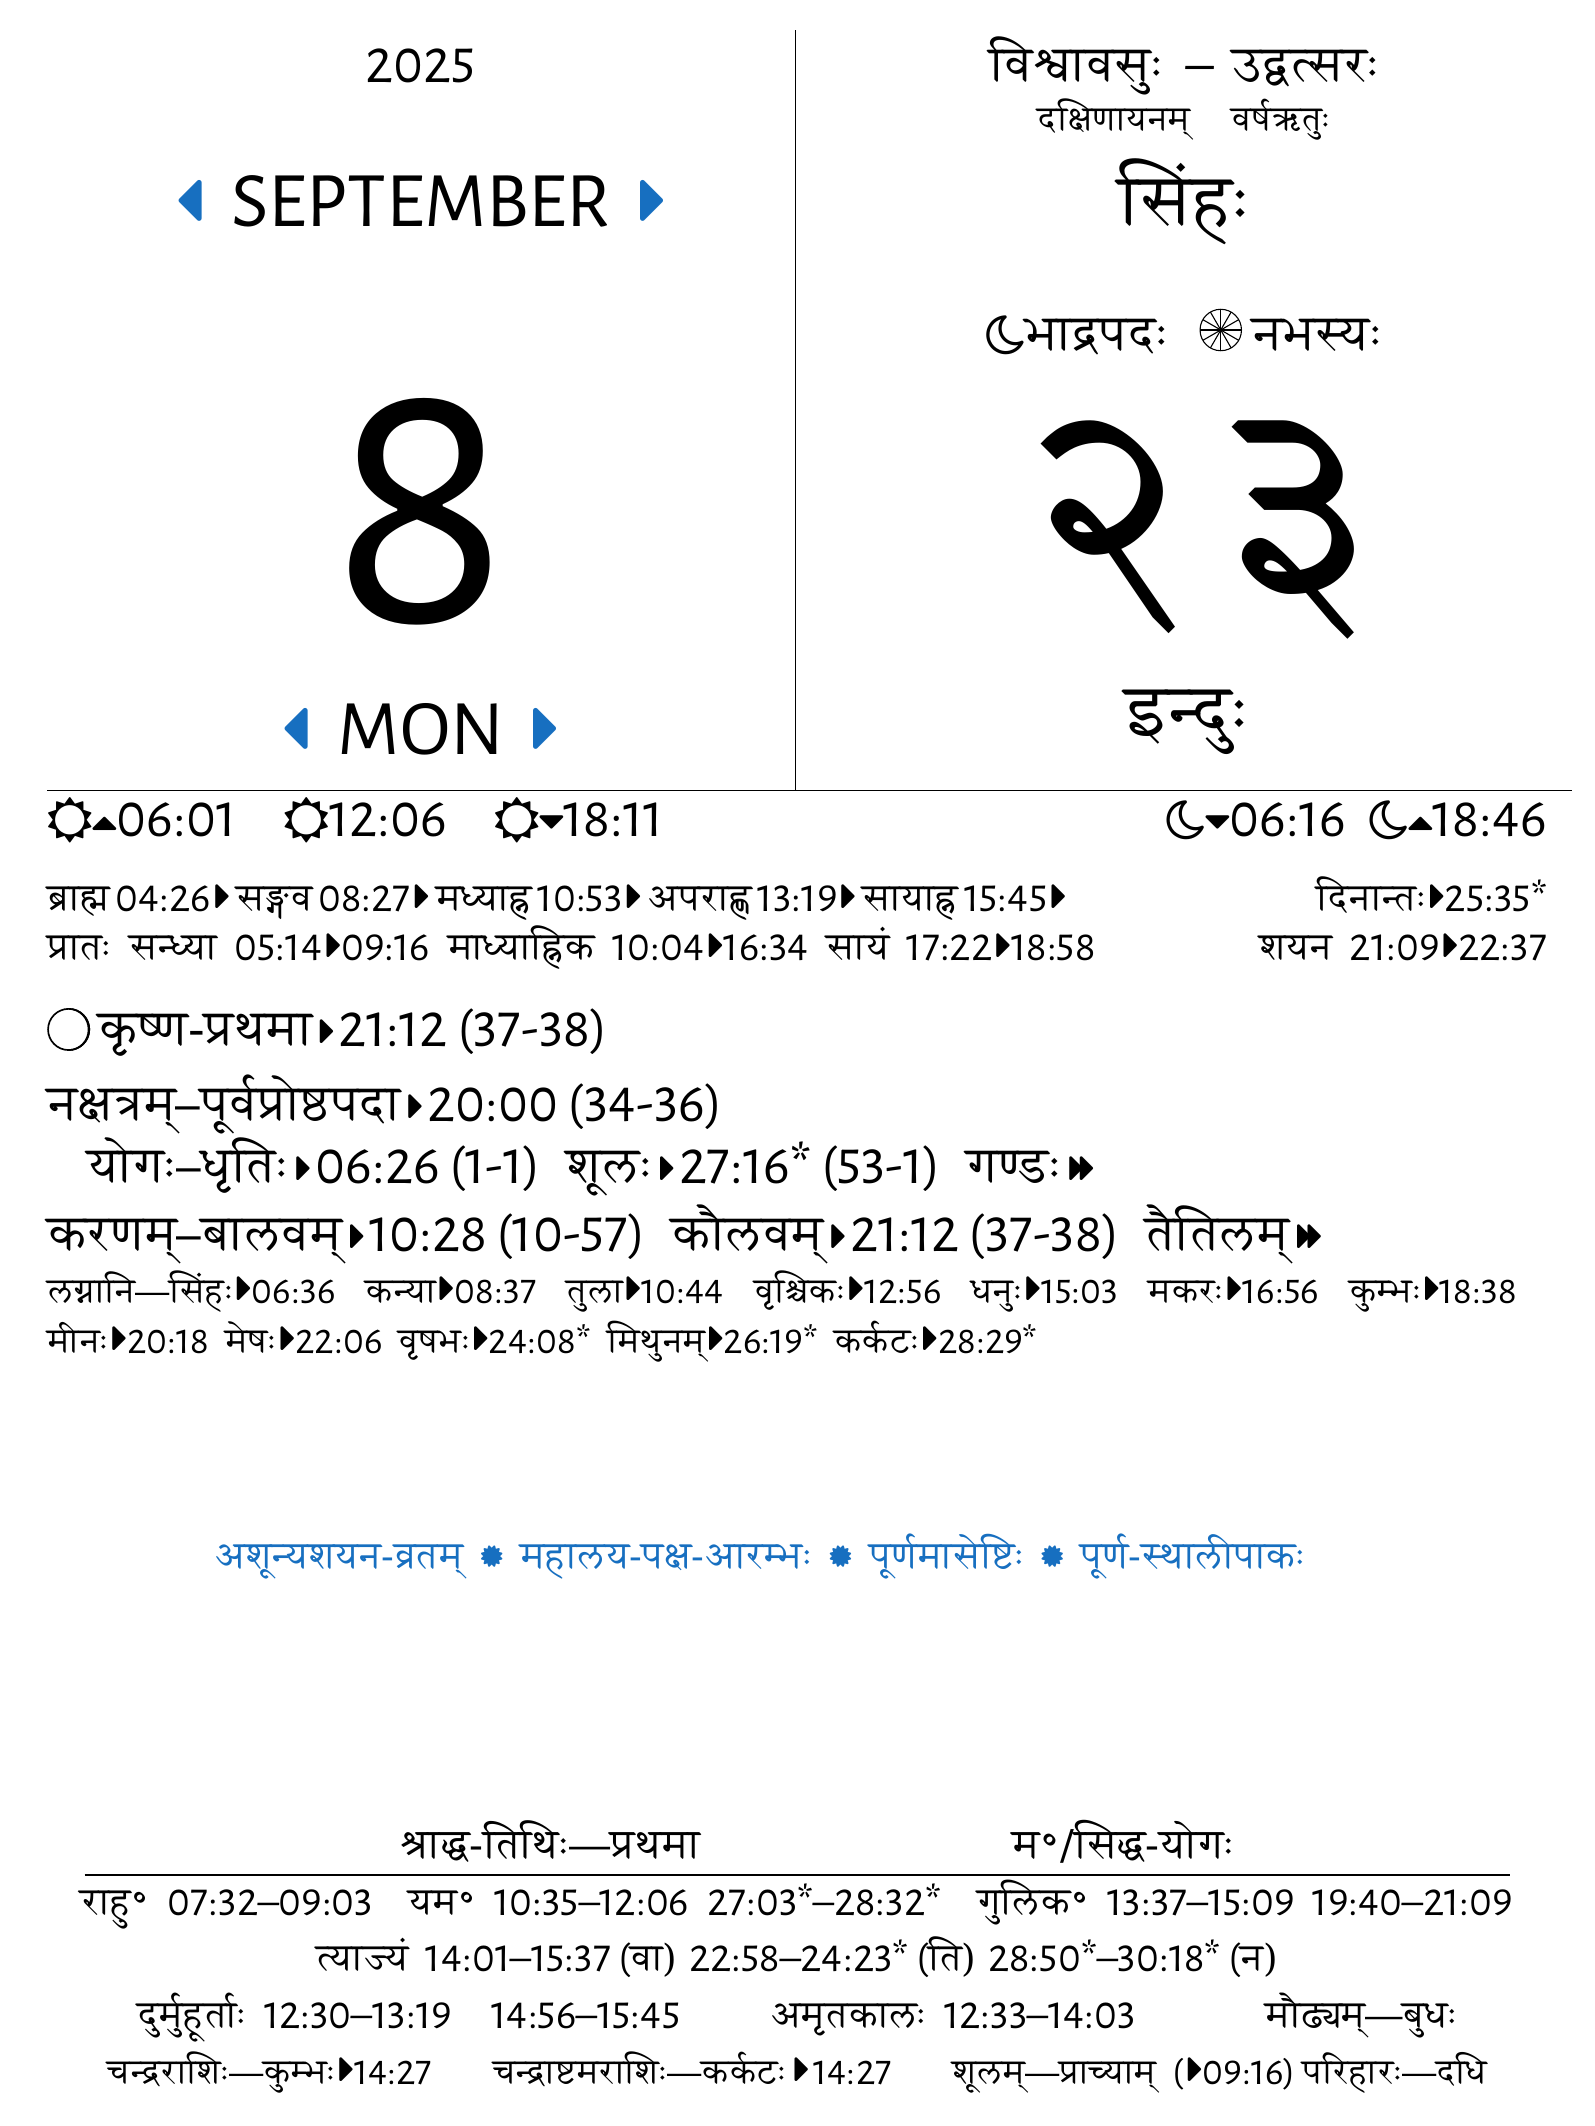 2025
SEPTEMBER
8
MON
विश्वावसुः – उद्वत्सरः
दक्षिणायनम् वर्षऋतुः
सिंहः
भाद्रपदः नभस्यः
२३
इन्दुः
06:01 12:06 18:11 06:16 18:46
ब्राह्म 04:26 सङ्गव 08:27 मध्याह्न 10:53 अपराह्ण 13:19 सायाह्न 15:45 दिनान्तः 25:35*
प्रातः सन्ध्या 05:14 09:16 माध्याह्निक 10:04 16:34 सायं 17:22 18:58 शयन 21:09 22:37
कृष्ण-प्रथमा 21:12 (37-38)
नक्षत्रम्–पूर्वप्रोष्ठपदा 20:00 (34-36)
योगः–धृतिः 06:26 (1-1) शूलः 27:16* (53-1) गण्डः
करणम्–बालवम् 10:28 (10-57) कौलवम् 21:12 (37-38) तैतिलम्
लग्नानि—सिंहः 06:36 कन्या 08:37 तुला 10:44 वृश्चिकः 12:56 धनुः 15:03 मकरः 16:56 कुम्भः 18:38
मीनः 20:18 मेषः 22:06 वृषभः 24:08* मिथुनम् 26:19* कर्कटः 28:29*
अशून्यशयन-व्रतम् ✹ महालय-पक्ष-आरम्भः ✹ पूर्णमासेष्टिः ✹ पूर्ण-स्थालीपाकः
श्राद्ध-तिथिः—प्रथमा म॰/सिद्ध-योगः
राहु॰ 07:32–09:03 यम॰ 10:35–12:06 27:03*–28:32* गुलिक॰ 13:37–15:09 19:40–21:09
त्याज्यं 14:01–15:37 (वा) 22:58–24:23* (ति) 28:50*–30:18* (न)
दुर्मुहूर्ताः 12:30–13:19 14:56–15:45 अमृतकालः 12:33–14:03 मौढ्यम्—बुधः
चन्द्रराशिः—कुम्भः 14:27 चन्द्राष्टमराशिः—कर्कटः 14:27 शूलम्—प्राच्याम् ( 09:16) परिहारः—दधि